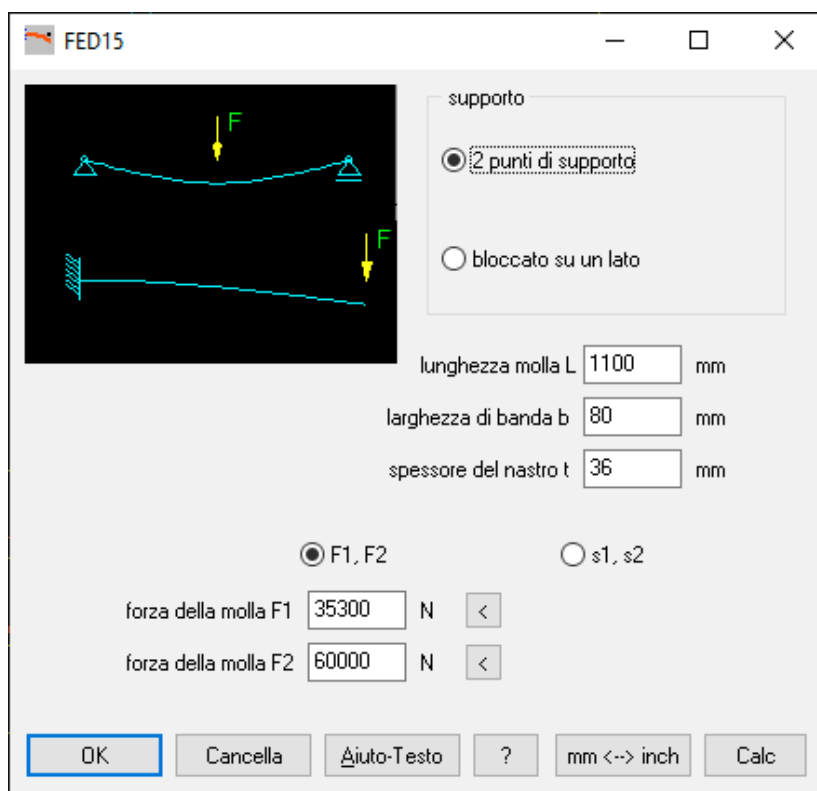 FED15
F
F
supporto
2 punti di supporto
bloccato su un lato
lunghezza molla L 1100 mm
larghezza di banda b 80 mm
spessore del nastro t 36 mm
F1, F2 s1, s2
forza della molla F1 35300 N <
forza della molla F2 60000 N <
OK Cancella Aiuto-Testo ? mm <--> inch Calc